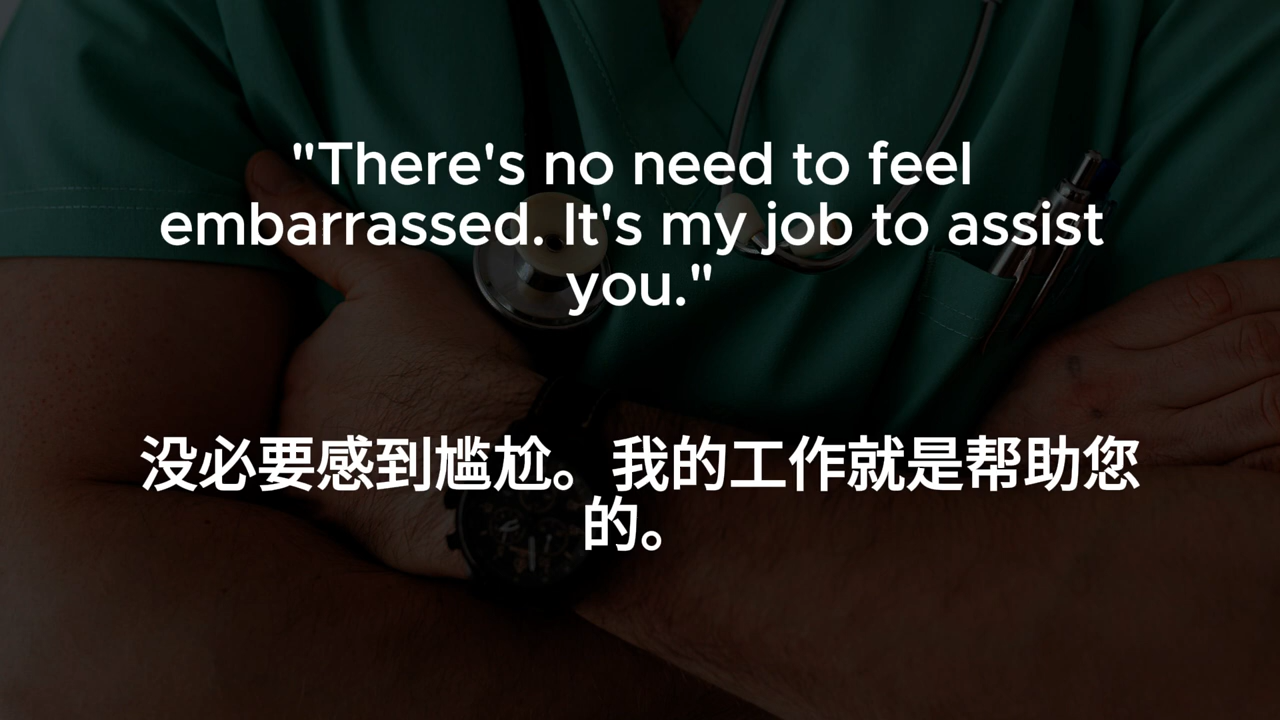 "There's no need to feel
embarrassed. It's my job to assist
you."
没必要感到尴尬。我的工作就是帮助您
的。